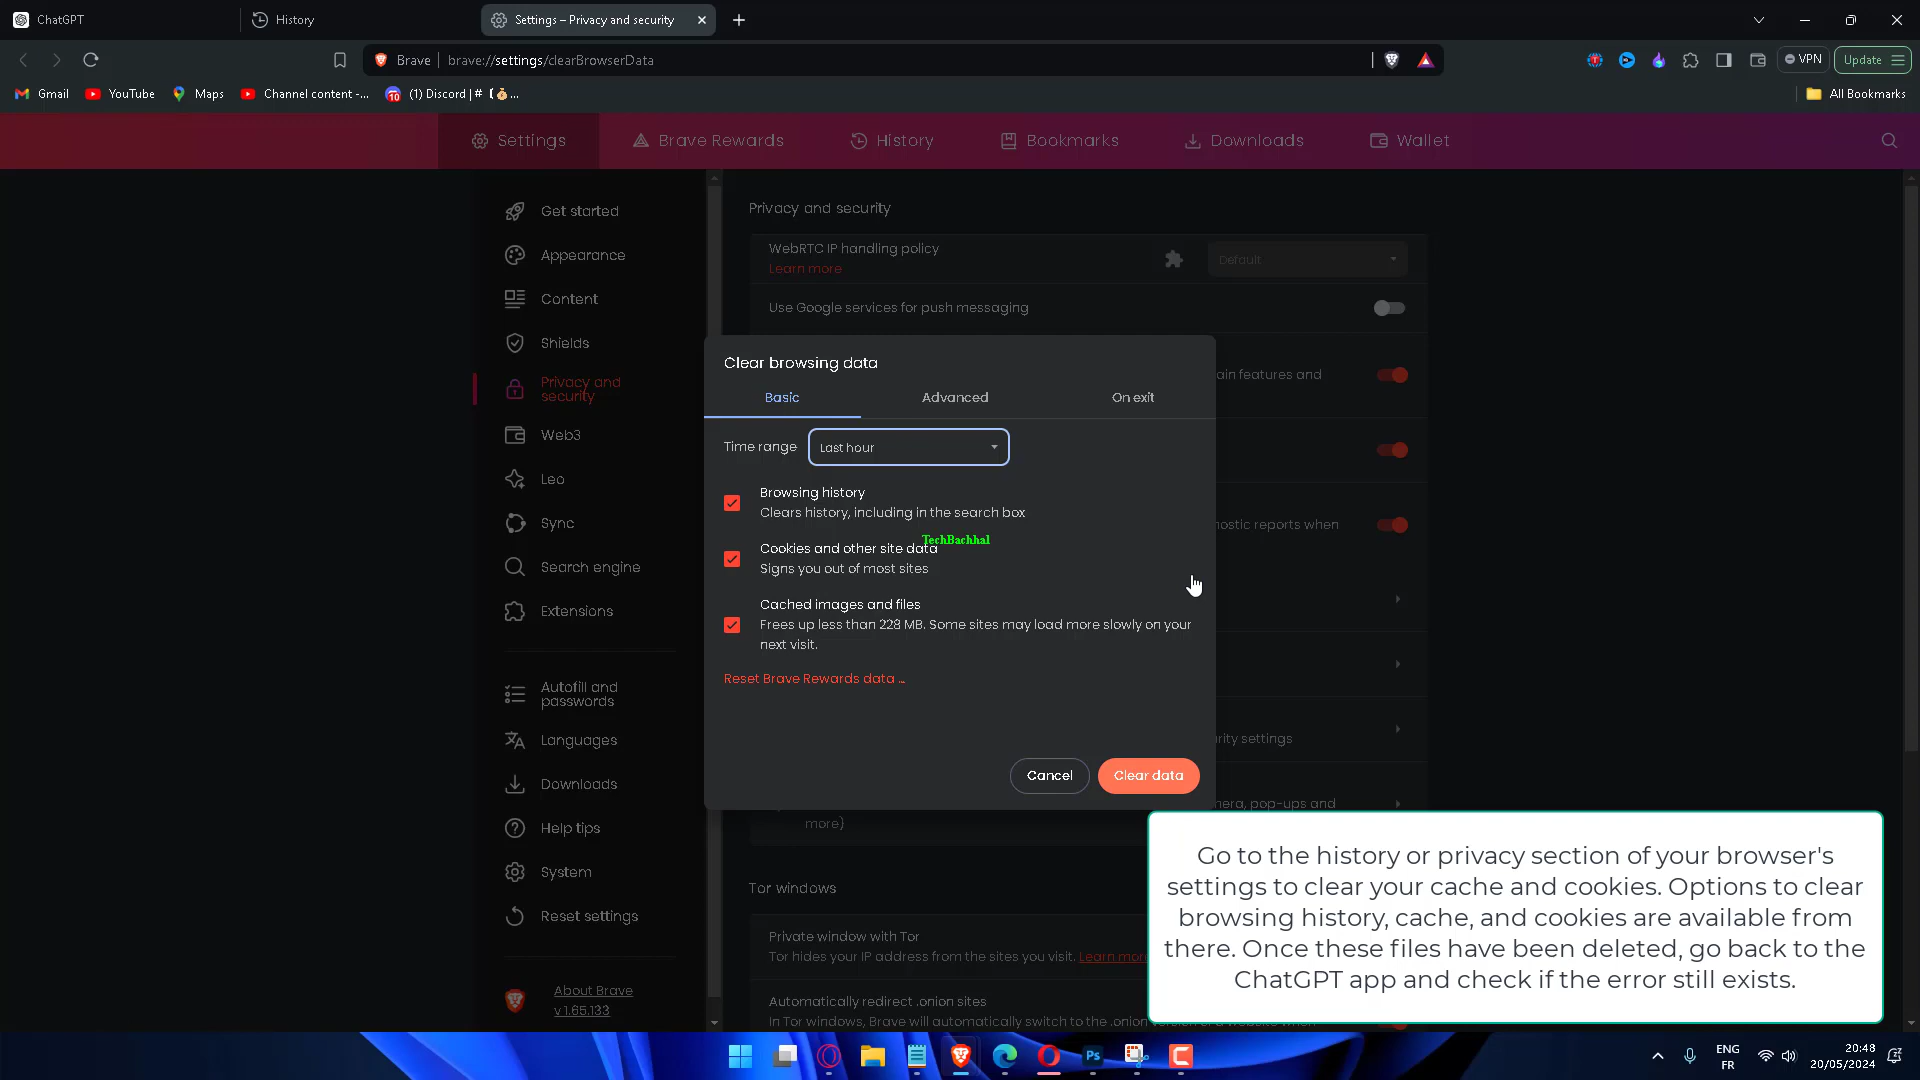 ChatGPT
History
Settings – Privacy and security
Brave
brave://settings/clearBrowserData
VPN
Update
Gmail
YouTube
Maps
Channel content -...
(1) Discord | # 【💰...
All Bookmarks
Settings
Brave Rewards
History
Bookmarks
Downloads
Wallet
Get started
Appearance
Content
Shields
Privacy and
security
Web3
Leo
Sync
Search engine
Extensions
Autofill and
passwords
Languages
Downloads
Help tips
System
Reset settings
About Brave
v 1.65.133
Privacy and security
WebRTC IP handling policy
Learn more
Default
Use Google services for push messaging
ain features and
nostic reports when
rity settings
nera, pop-ups and
more)
Clear browsing data
Basic
Advanced
On exit
Time range
Last hour
Browsing history
Clears history, including in the search box
TechBachhal
Cookies and other site data
Signs you out of most sites
Cached images and files
Frees up less than 228 MB. Some sites may load more slowly on your
next visit.
Reset Brave Rewards data ...
Cancel
Clear data
Tor windows
Private window with Tor
Tor hides your IP address from the sites you visit. Learn more
Automatically redirect .onion sites
In Tor windows, Brave will automatically switch to the .onion version of a website when
Go to the history or privacy section of your browser's
settings to clear your cache and cookies. Options to clear
browsing history, cache, and cookies are available from
there. Once these files have been deleted, go back to the
ChatGPT app and check if the error still exists.
Ps
ENG
FR
20:48
20/05/2024